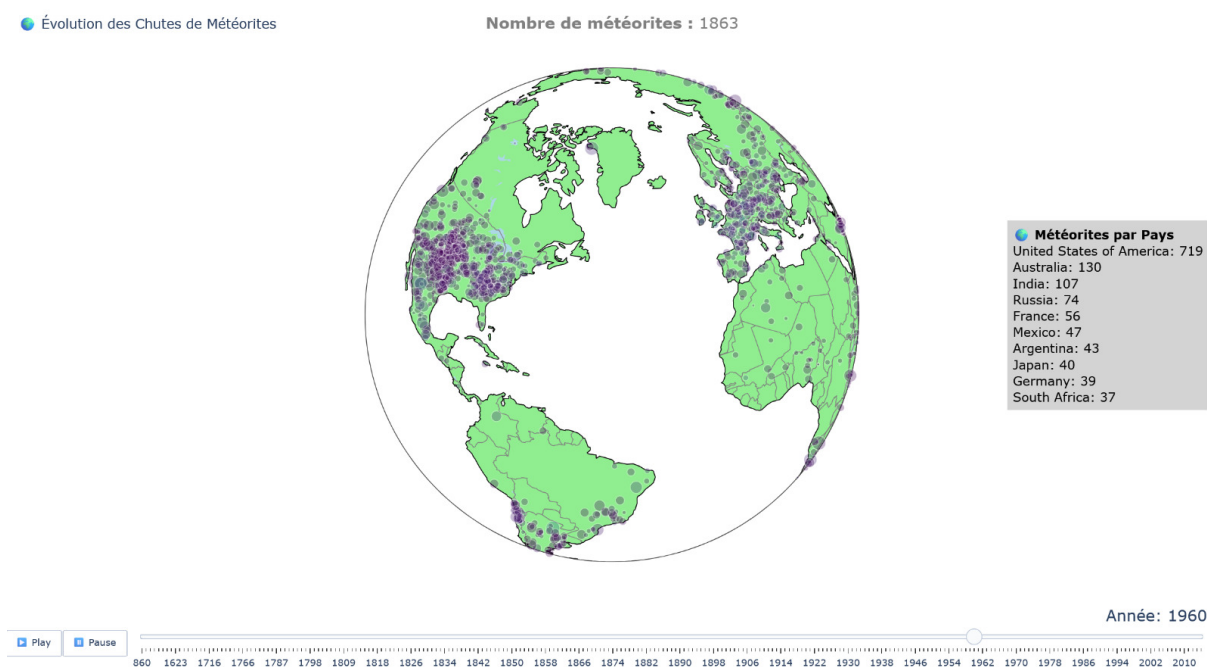 Évolution des Chutes de Météorites
Nombre de météorites : 1863
Météorites par Pays
United States of America: 719
Australia: 130
India: 107
Russia: 74
France: 56
Mexico: 47
Argentina: 43
Japan: 40
Germany: 39
South Africa: 37
Année: 1960
Play Pause
860 1623 1716 1766 1787 1798 1809 1818 1826 1834 1842 1850 1858 1866 1874 1882 1890 1898 1906 1914 1922 1930 1938 1946 1954 1962 1970 1978 1986 1994 2002 2010